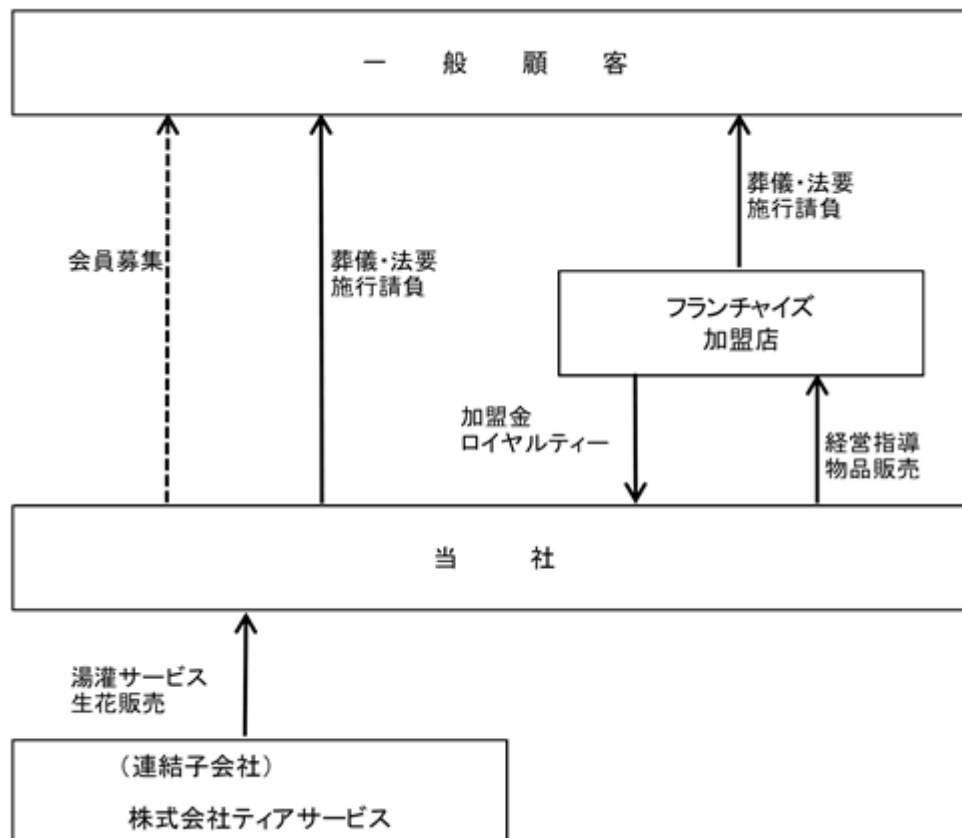 一般顧客
会員募集
葬儀・法要
施行請負
葬儀・法要
施行請負
フランチャイズ
加盟店
加盟金
ロイヤルティー
経営指導
物品販売
当社
湯灌サービス
生花販売
（連結子会社）
株式会社ティアサービス